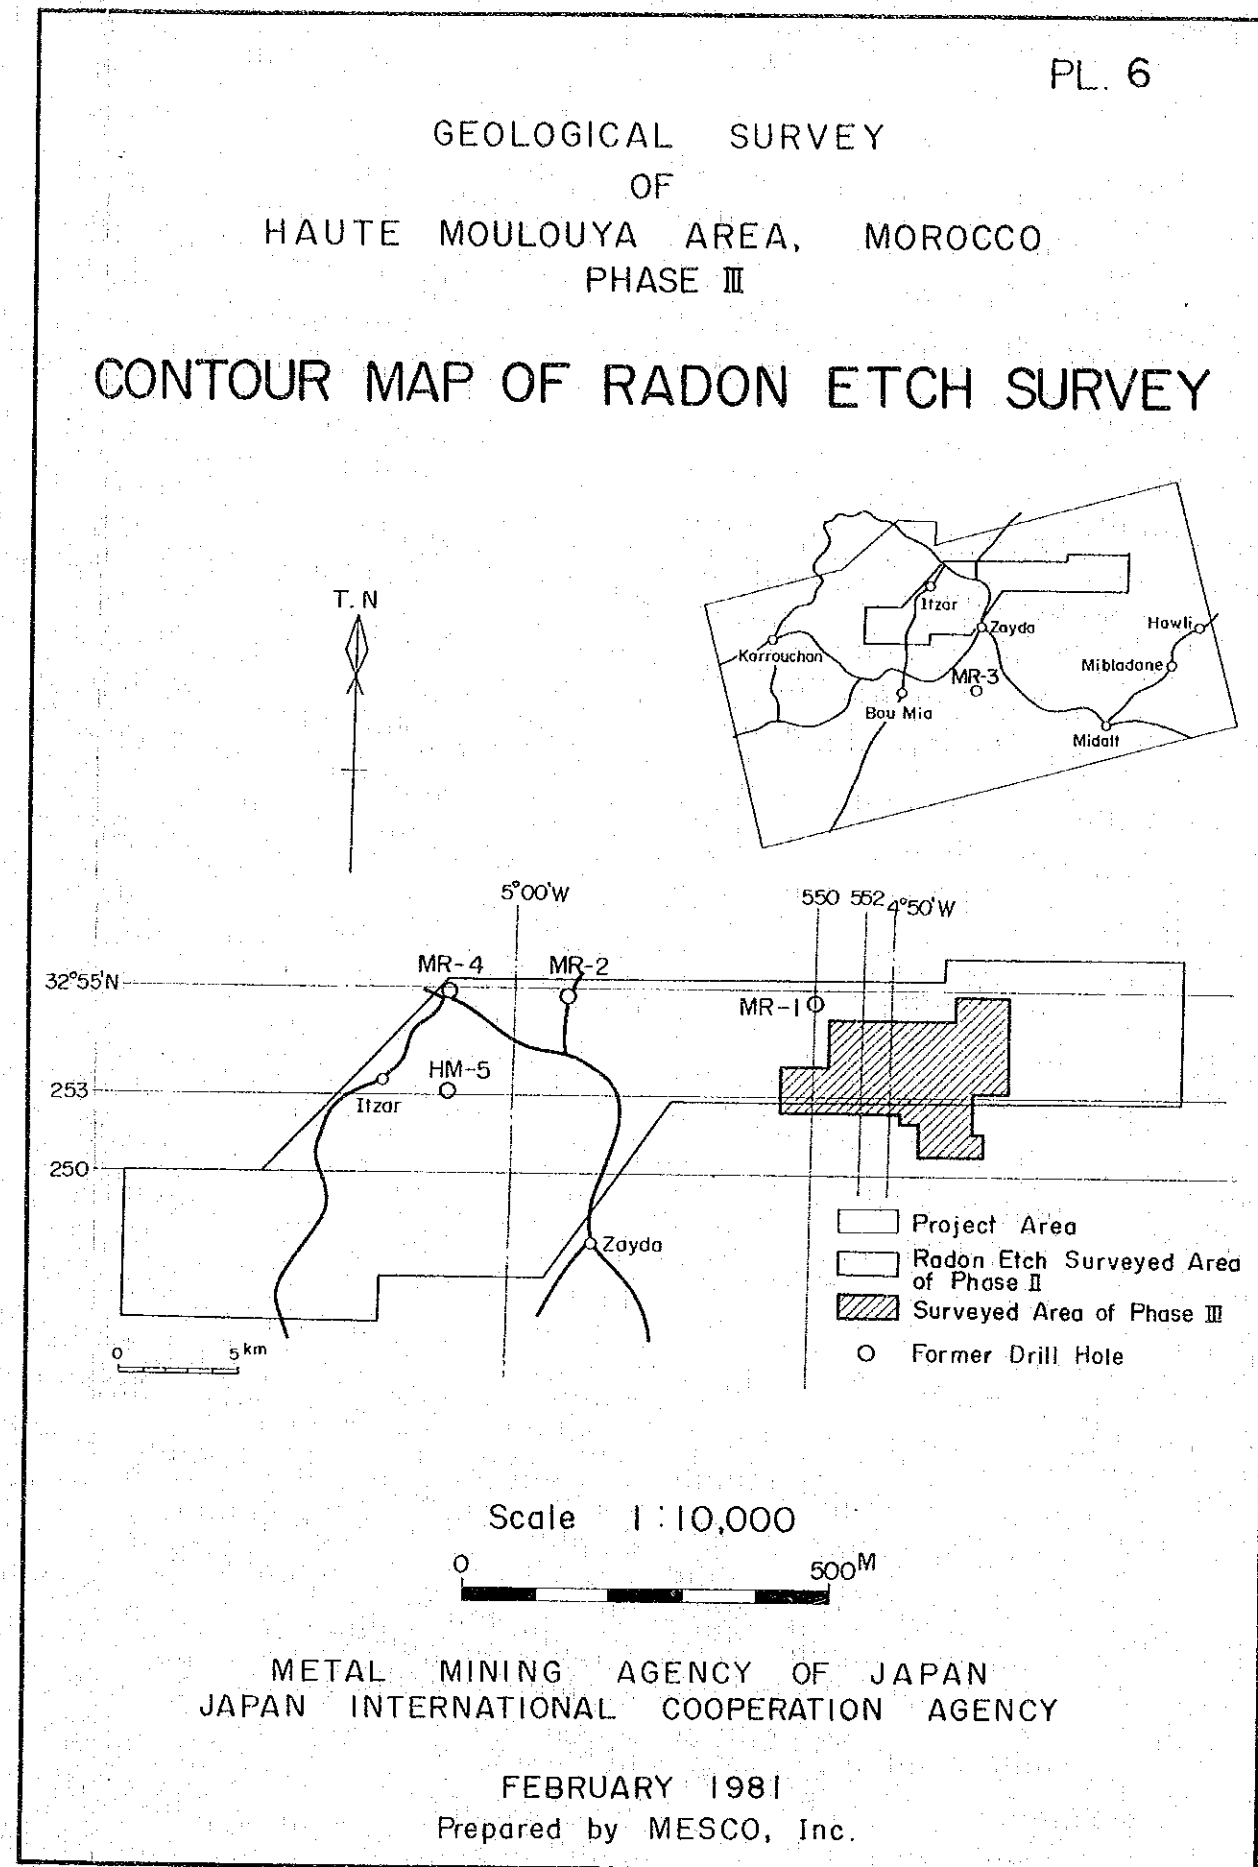 PL. 6
GEOLOGICAL SURVEY
OF
HAUTE MOULOUYA AREA, MOROCCO
PHASE III
CONTOUR MAP OF RADON ETCH SURVEY
T. N
Itzar
Zayda
Hawli
Karrouchan
Mibladane
MR-3
Bou Mia
Midalt
5°00'W
550 552 4°50'W
MR-4 MR-2
32°55'N
MR-1
HM-5
253
Itzar
250
Zayda
Project Area
Radon Etch Surveyed Area
of Phase II
Surveyed Area of Phase III
Former Drill Hole
0 5 km
Scale 1:10,000
0 500M
METAL MINING AGENCY OF JAPAN
JAPAN INTERNATIONAL COOPERATION AGENCY
FEBRUARY 1981
Prepared by MESCO, Inc.